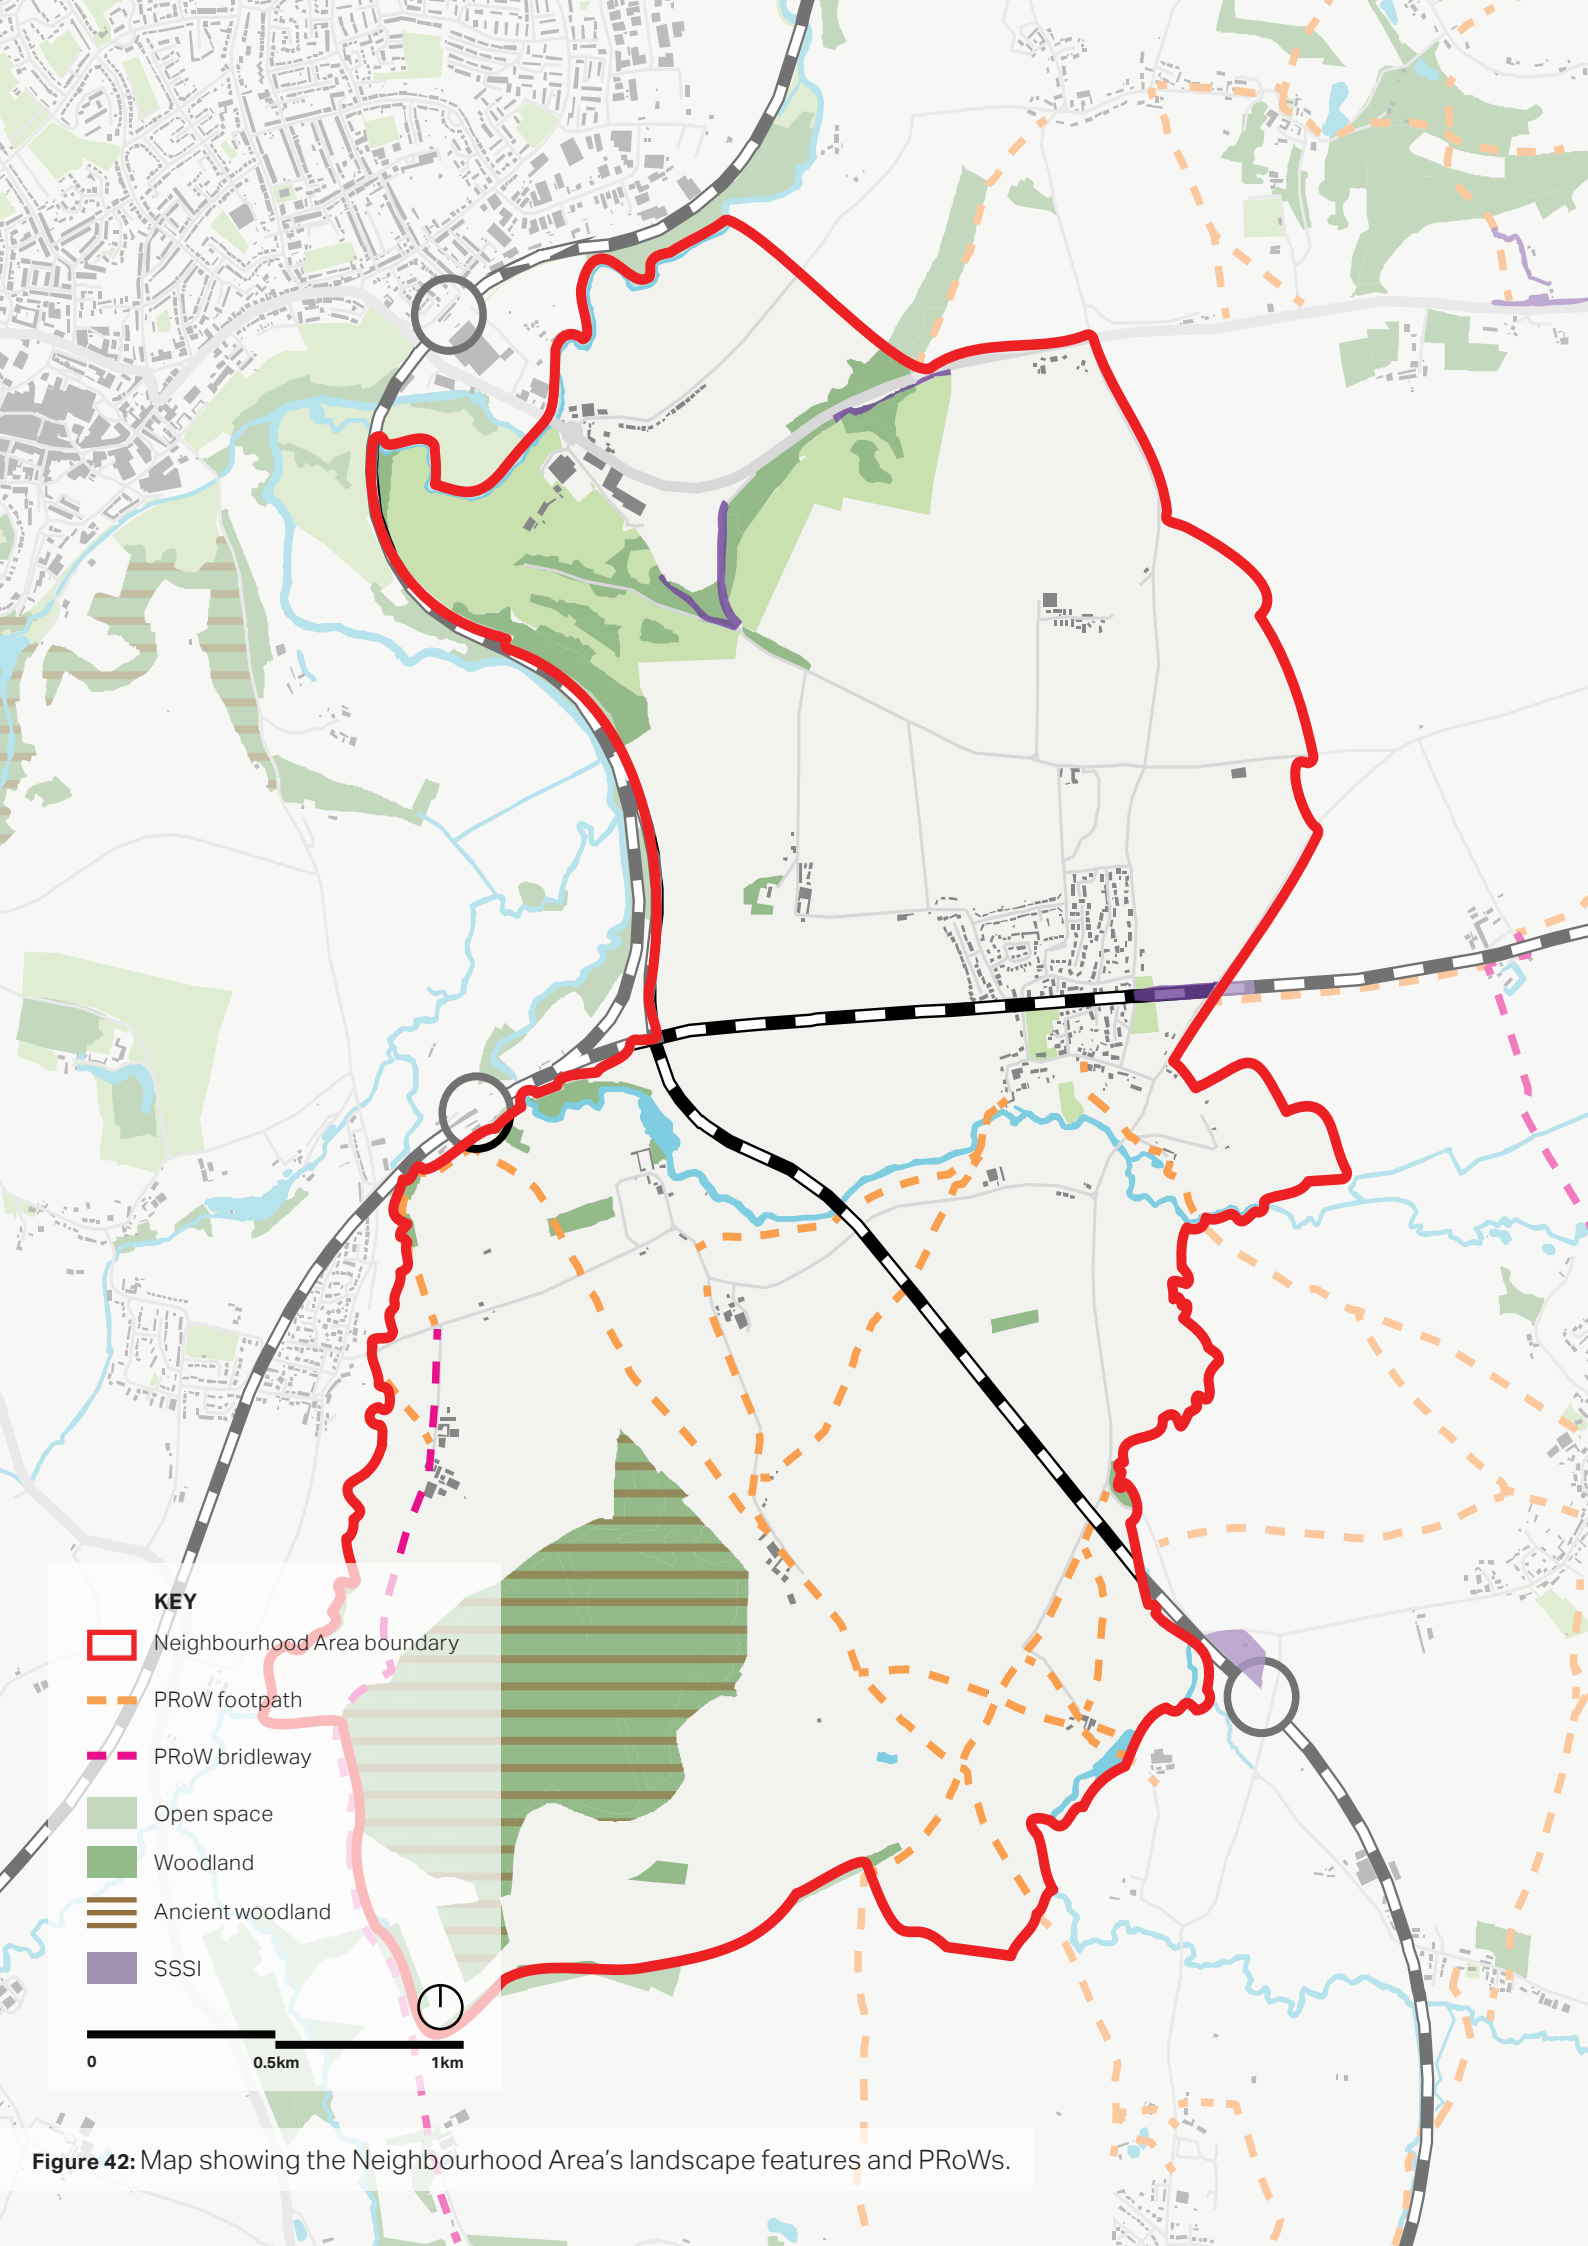 KEY
Neighbourhood Area boundary
PRoW footpath
PRoW bridleway
Open space
Woodland
Ancient woodland
SSSI
0 0.5km 1km
Figure 42: Map showing the Neighbourhood Area's landscape features and PRoWs.